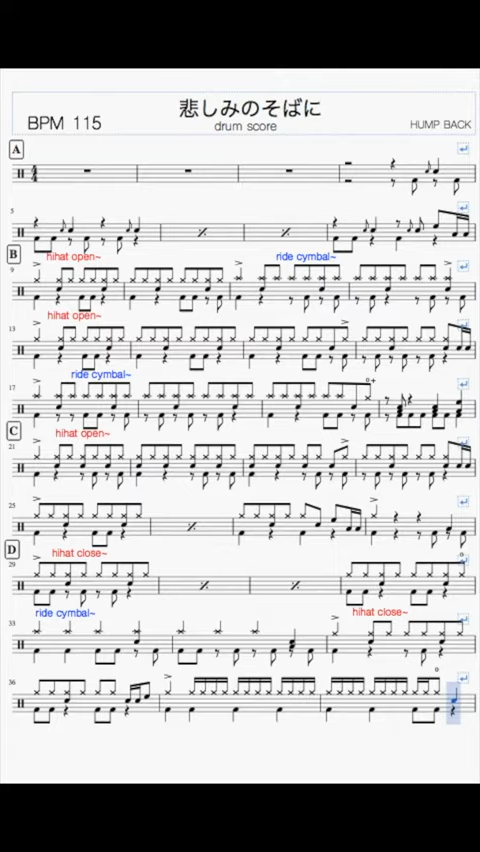 悲しみのそばに
BPM 115
drum score
HUMP BACK
A
5
B
hihat open~
ride cymbal~
9
hihat open~
13
ride cymbal~
17
C
hihat open~
21
25
D
hihat close~
29
ride cymbal~
hihat close~
33
36